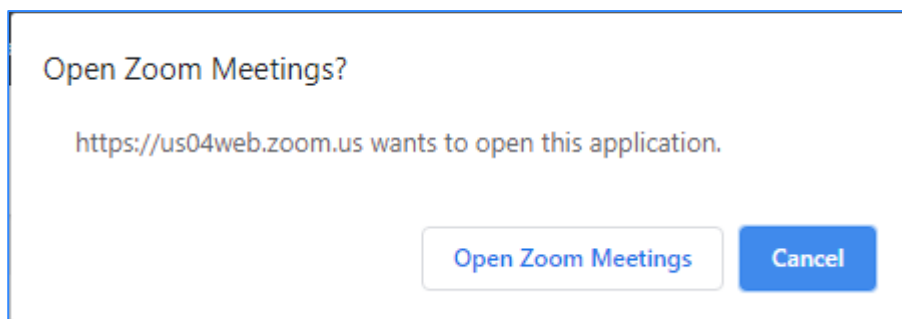 Open Zoom Meetings?
https://us04web.zoom.us wants to open this application.
Open Zoom Meetings
Cancel